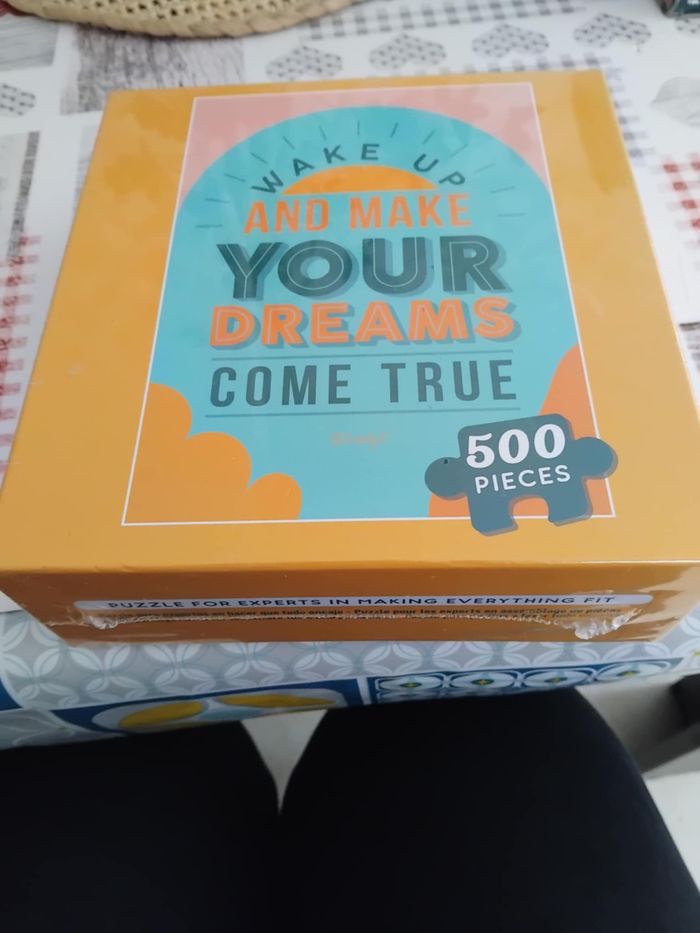 WAKE UP
AND MAKE
YOUR
DREAMS
COME TRUE
500
PIECES
PUZZLE FOR EXPERTS IN MAKING EVERYTHING FIT